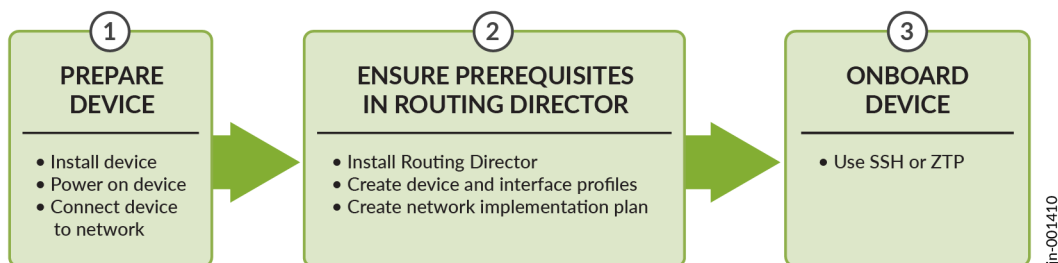 1
PREPARE
DEVICE
• Install device
• Power on device
• Connect device
to network
2
ENSURE PREREQUISITES
IN ROUTING DIRECTOR
• Install Routing Director
• Create device and interface profiles
• Create network implementation plan
3
ONBOARD
DEVICE
• Use SSH or ZTP
jn-001410